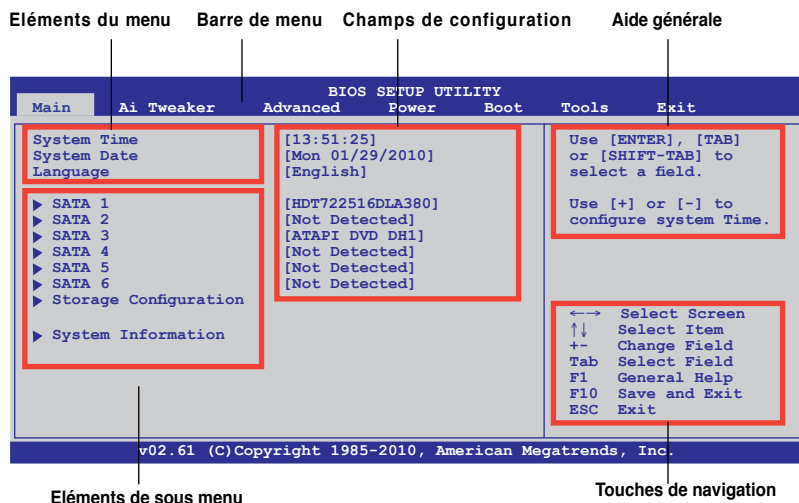 Eléments du menu Barre de menu Champs de configuration Aide générale
BIOS SETUP UTILITY
Main Ai Tweaker Advanced Power Boot Tools Exit
System Time [13:51:25]
System Date [Mon 01/29/2010]
Language [English]
▶ SATA 1 [HDT722516DLA380]
▶ SATA 2 [Not Detected]
▶ SATA 3 [ATAPI DVD DH1]
▶ SATA 4 [Not Detected]
▶ SATA 5 [Not Detected]
▶ SATA 6 [Not Detected]
▶ Storage Configuration
▶ System Information
Use [ENTER], [TAB]
or [SHIFT-TAB] to
select a field.
Use [+] or [-] to
configure system Time.
←→ Select Screen
↑↓ Select Item
+- Change Field
Tab Select Field
F1 General Help
F10 Save and Exit
ESC Exit
v02.61 (C)Copyright 1985-2010, American Megatrends, Inc.
Eléments de sous menu
Touches de navigation